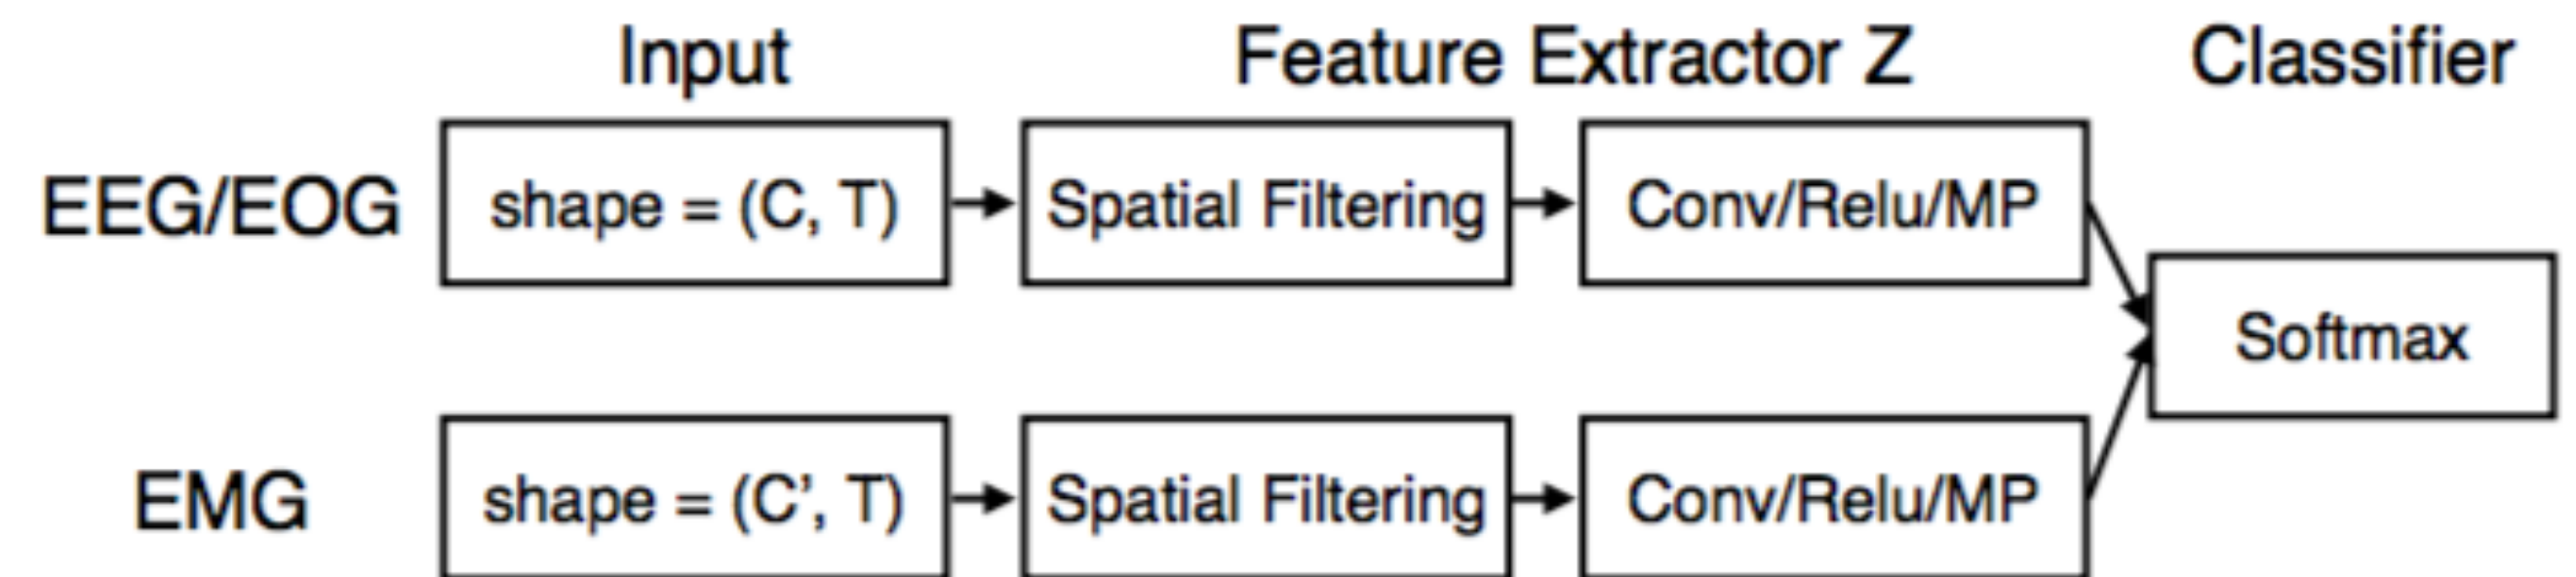 Input Feature Extractor Z Classifier
EEG/EOG shape = (C, T) Spatial Filtering Conv/Relu/MP
Softmax
EMG shape = (C', T) Spatial Filtering Conv/Relu/MP